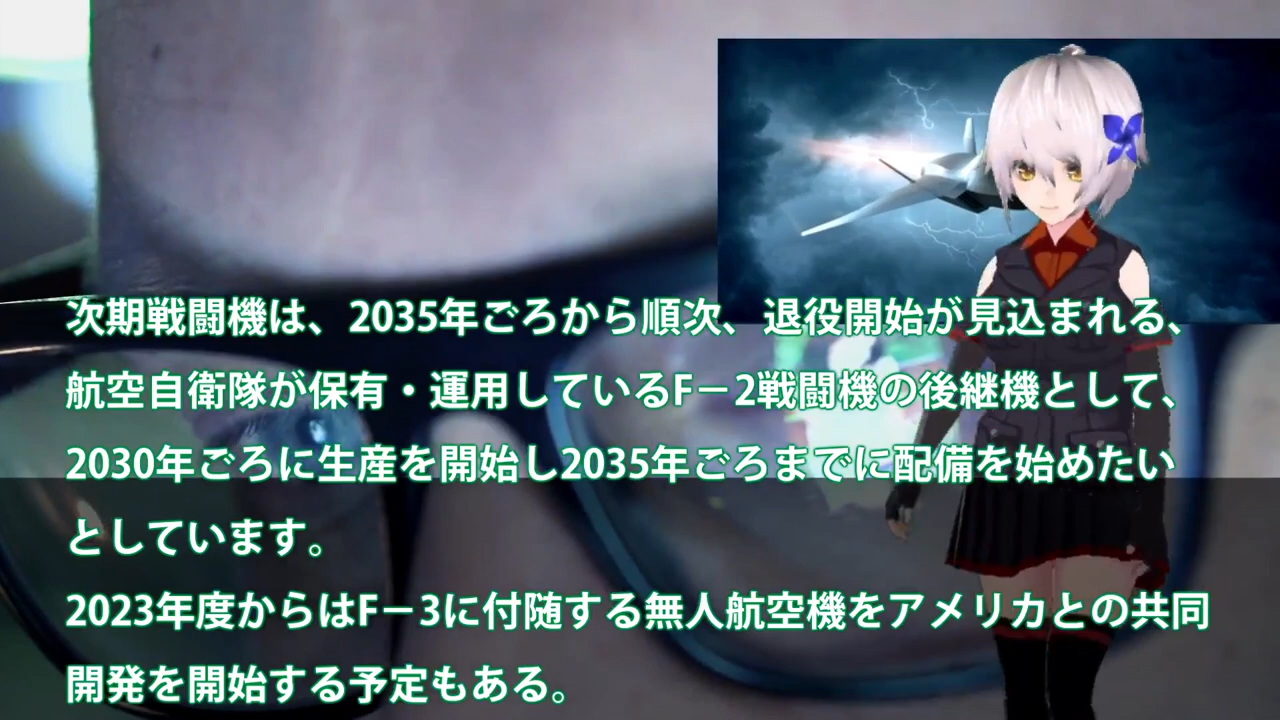 次期戦闘機は、2035年ごろから順次、退役開始が見込まれる、
航空自衛隊が保有・運用しているF－2戦闘機の後継機として、
2030年ごろに生産を開始し2035年ごろまでに配備を始めたい
としています。
2023年度からはF－3に付随する無人航空機をアメリカとの共同
開発を開始する予定もある。